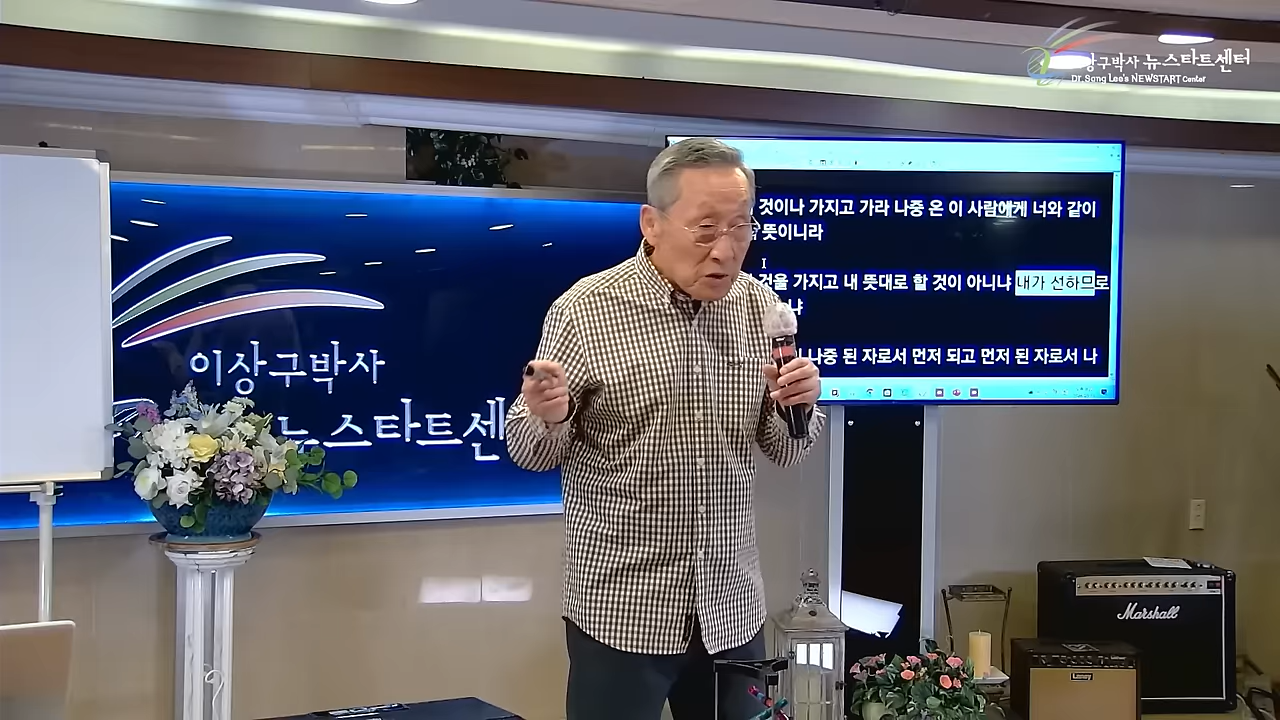 이상구박사 뉴스타트센터
Dr. Sang Lee's NEWSTART Center
것이나 가지고 가라 나중 온 이 사람에게 너와 같이
뜻이니라
것을 가지고 내 뜻대로 할 것이 아니냐 내가 선하므로
냐
나중 된 자로서 먼저 되고 먼저 된 자로서 나
이상구박사
뉴스타트센
Marshall
Laney